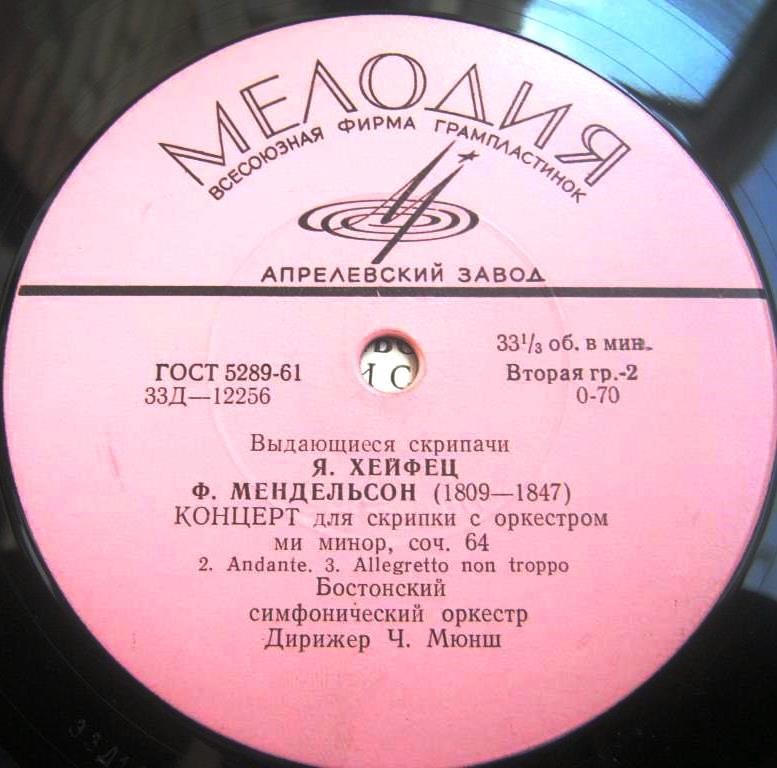 МЕЛОДИЯ
ВСЕСОЮЗНАЯ ФИРМА ГРАМПЛАСТИНОК
АПРЕЛЕВСКИЙ ЗАВОД
33 1/3 об. в мин.
ГОСТ 5289-61
Вторая гр.-2
33Д—12256
0-70
Выдающиеся скрипачи
Я. ХЕЙФЕЦ
Ф. МЕНДЕЛЬСОН (1809—1847)
КОНЦЕРТ для скрипки с оркестром
ми минор, соч. 64
2. Andante. 3. Allegretto non troppo
Бостонский
симфонический оркестр
Дирижер Ч. Мюнш